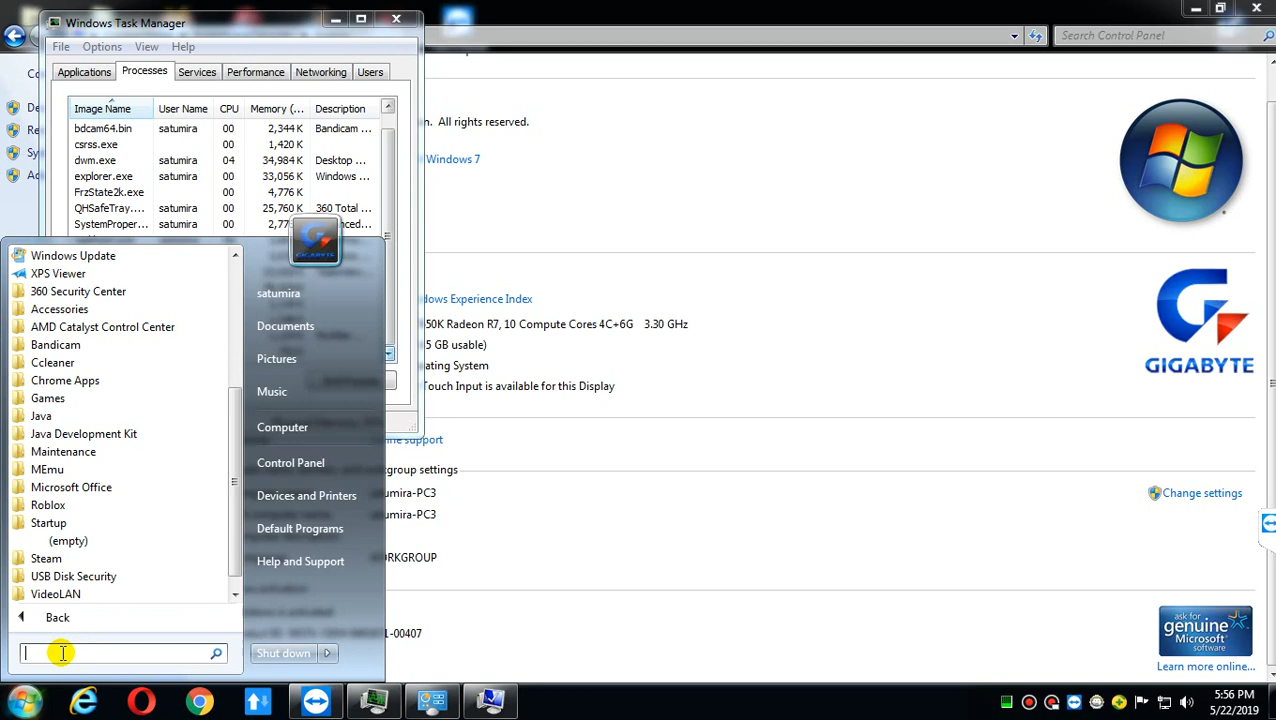 Windows Task Manager
File Options View Help
Applications Processes Services Performance Networking Users
Image Name User Name CPU Memory (... Description
bdcam64.bin satumira 00 2,344 K Bandicam ...
csrss.exe 00 1,420 K
dwm.exe satumira 04 34,984 K Desktop ...
explorer.exe satumira 00 33,056 K Windows ...
FrzState2k.exe 00 4,776 K
QHSafeTray.... satumira 00 25,760 K 360 Total ...
SystemProper... satumira 00
Search Control Panel
. All rights reserved.
Windows 7
Windows Update
XPS Viewer
360 Security Center
Accessories
AMD Catalyst Control Center
Bandicam
Ccleaner
Chrome Apps
Games
Java
Java Development Kit
Maintenance
MEmu
Microsoft Office
Roblox
Startup
(empty)
Steam
USB Disk Security
VideoLAN
Back
GIGABYTE
satumira
Documents
Pictures
Music
Computer
Control Panel
Devices and Printers
Default Programs
Help and Support
Shut down
dows Experience Index
50K Radeon R7, 10 Compute Cores 4C+6G 3.30 GHz
5 GB usable)
ating System
Touch Input is available for this Display
GIGABYTE
ne support
kgroup settings
umira-PC3
tumira-PC3
ORKGROUP
Change settings
-00407
ask for
genuine
Microsoft
software
Learn more online...
5:56 PM
5/22/2019